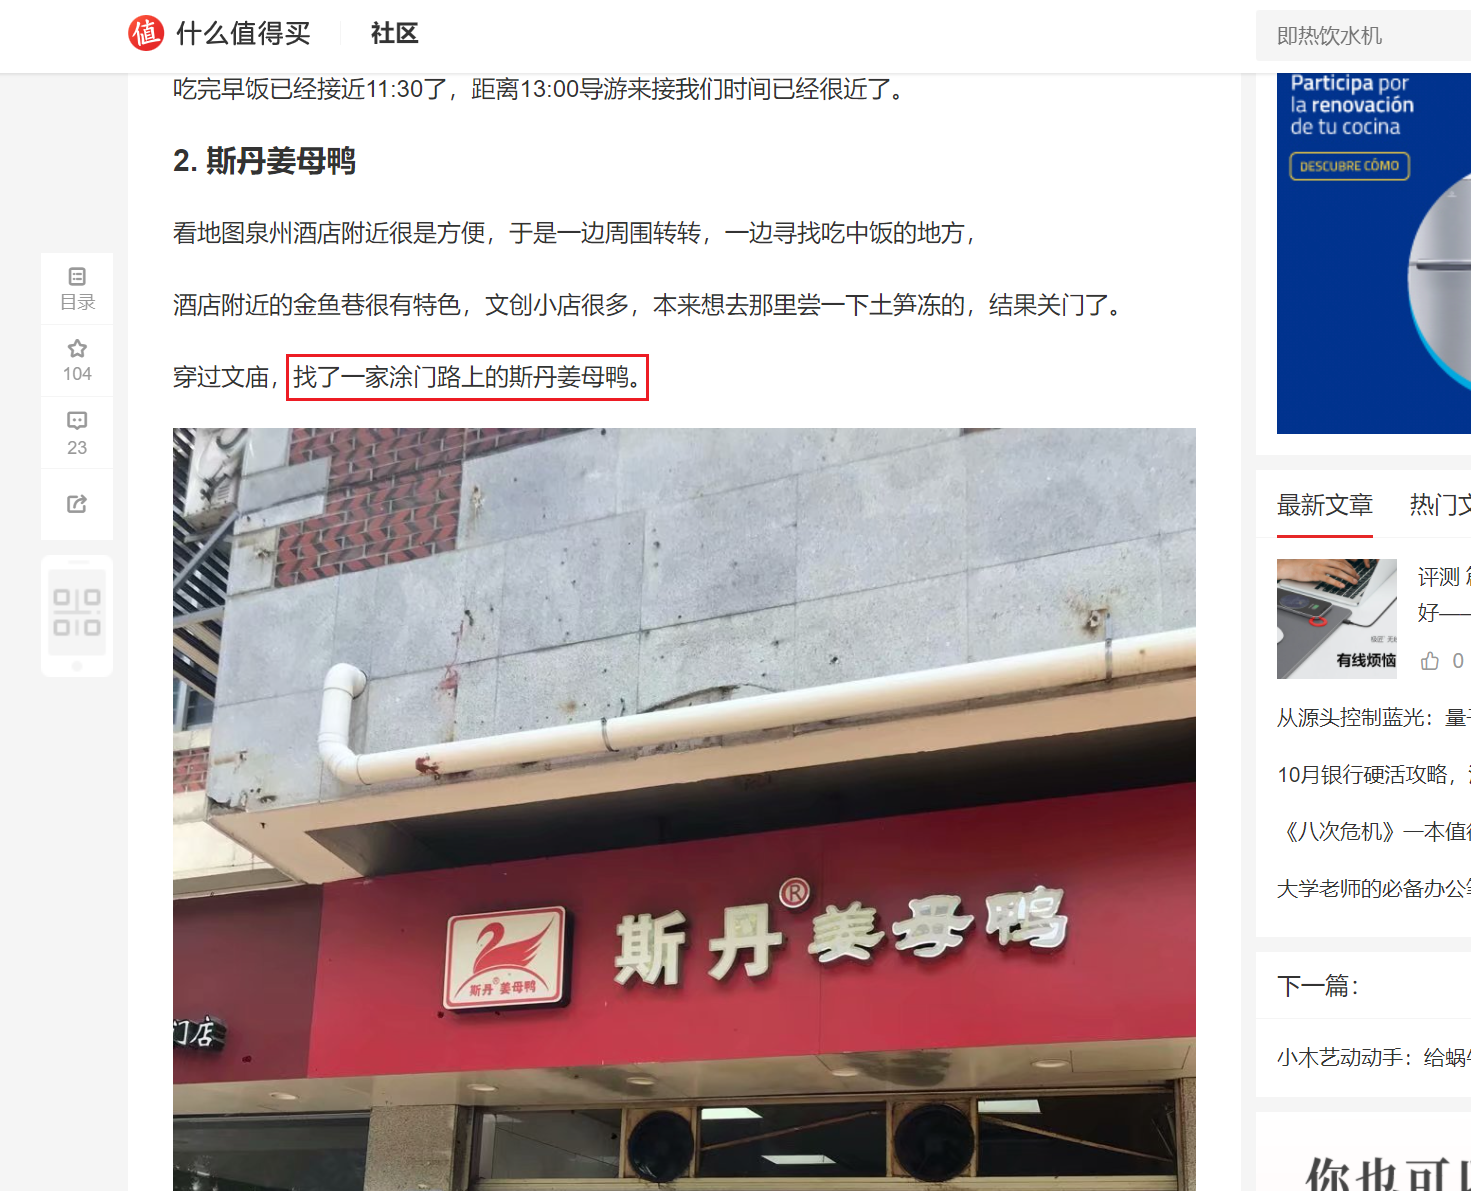 值 什么值得买 社区
即热饮水机
吃完早饭已经接近11:30了，距离13:00导游来接我们时间已经很近了。
2. 斯丹姜母鸭
看地图泉州酒店附近很是方便，于是一边周围转转，一边寻找吃中饭的地方，
酒店附近的金鱼巷很有特色，文创小店很多，本来想去那里尝一下土笋冻的，结果关门了。
穿过文庙，找了一家涂门路上的斯丹姜母鸭。
目录
104
23
斯丹®姜母鸭
斯丹®姜母鸭
门店
Participa por
la renovación
de tu cocina
DESCUBRE CÓMO
最新文章 热门文
有线烦恼
评测
好——
0
从源头控制蓝光：量
10月银行硬活攻略，
《八次危机》一本值得
大学老师的必备办公
下一篇：
小木艺动动手：给蜗牛
你也可以